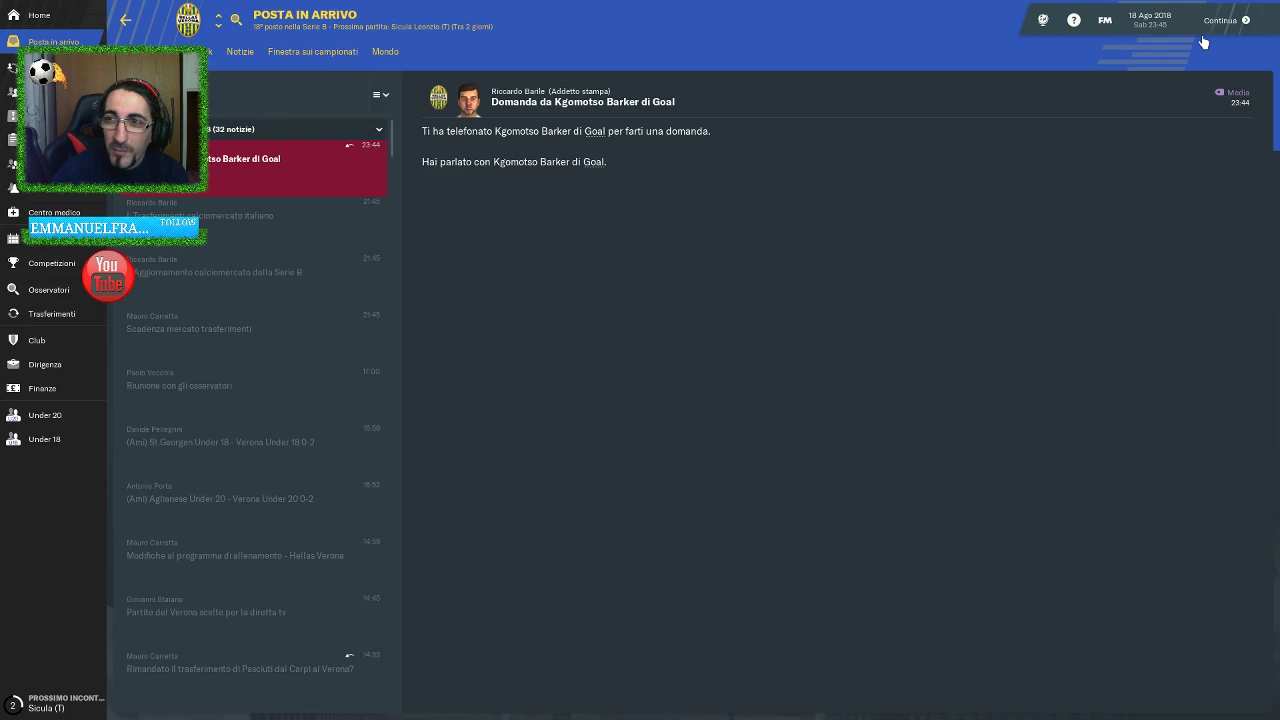 Home
POSTA IN ARRIVO
18° posto nella Serie B - Prossima partita: Sicula Leonzio (T) (Tra 2 giorni)
FM
18 Ago 2018
Sab 23:45
Continua
Posta in arrivo
Notizie
Finestra sui campionati
Mondo
Riccardo Barile (Addetto stampa)
Domanda da Kgomotso Barker di Goal
Media
23:44
(32 notizie)
Ti ha telefonato Kgomotso Barker di Goal per farti una domanda.
Hai parlato con Kgomotso Barker di Goal.
23:44
Barker di Goal
Riccardo Barile
21:45
Trasferimenti calciomercato italiano
Centro medico
EMMANUELFRA...
FOLLOW
Riccardo Barile
21:45
Aggiornamento calciomercato della Serie B
You
Tube
Competizioni
Osservatori
Trasferimenti
Club
Dirigenza
Finanze
Under 20
Under 18
Mauro Carretta
21:45
Scadenza mercato trasferimenti
Paolo Vecchia
17:00
Riunione con gli osservatori
Davide Pellegrini
16:59
(Ami) St.Georgen Under 18 - Verona Under 18 0-2
Antonio Porta
16:52
(Ami) Aglianese Under 20 - Verona Under 20 0-2
Mauro Carretta
14:59
Modifiche al programma di allenamento - Hellas Verona
Giovanni Staiano
14:45
Partite del Verona scelte per la diretta tv
Mauro Carretta
14:33
Rimandato il trasferimento di Pasciuti dal Carpi al Verona?
2
PROSSIMO INCONT...
Sicula (T)